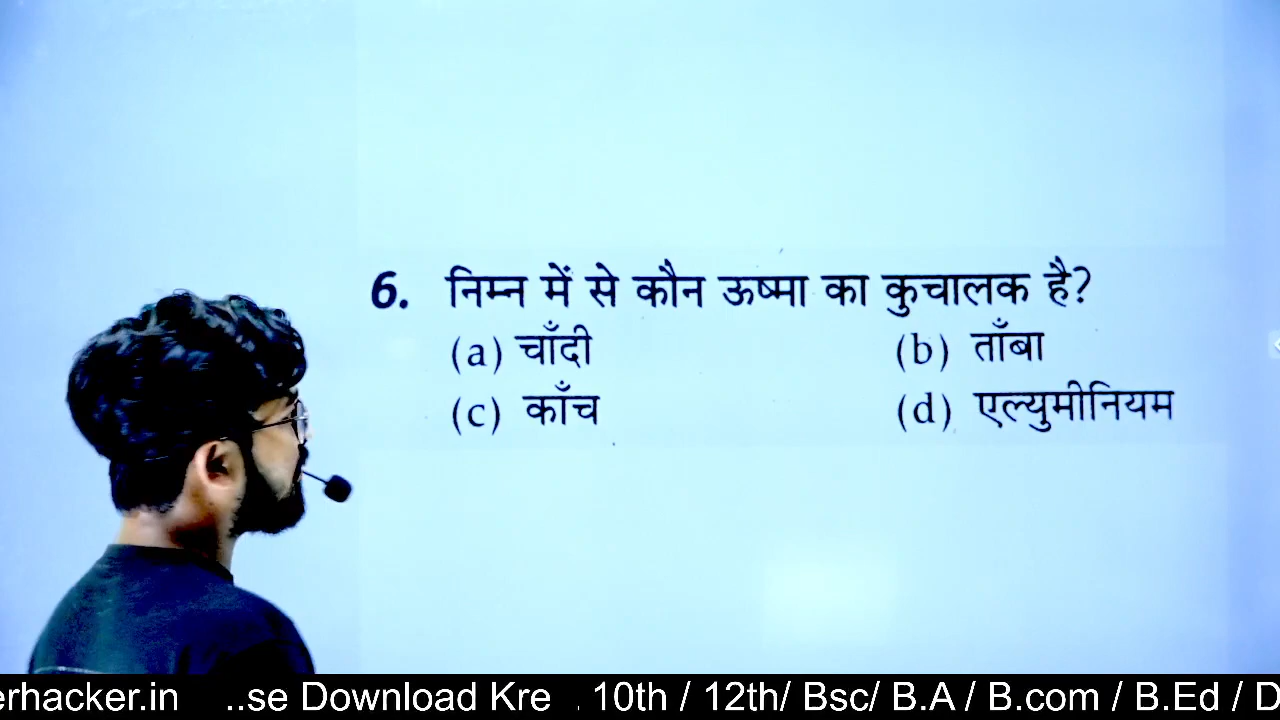 6. निम्न में से कौन ऊष्मा का कुचालक है?
(a) चाँदी (b) ताँबा
(c) काँच (d) एल्युमीनियम
erhacker.in ..se Download Kre . 10th / 12th/ Bsc/ B.A / B.com / B.Ed / D